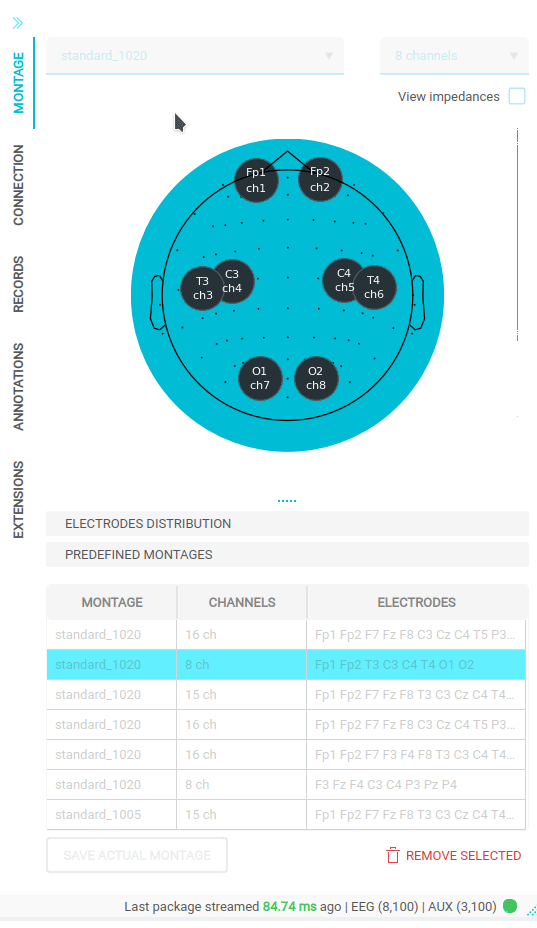 MONTAGE
CONNECTION
RECORDS
ANNOTATIONS
EXTENSIONS
standard_1020
8 channels
View impedances
Fp1
ch1
Fp2
ch2
T3
ch3
C3
ch4
C4
ch5
T4
ch6
O1
ch7
O2
ch8
ELECTRODES DISTRIBUTION
PREDEFINED MONTAGES
MONTAGE CHANNELS ELECTRODES
standard_1020 16 ch Fp1 Fp2 F7 Fz F8 C3 Cz C4 T5 P3...
standard_1020 8 ch Fp1 Fp2 T3 C3 C4 T4 O1 O2
standard_1020 15 ch Fp1 Fp2 F7 Fz F8 T3 C3 Cz C4 T4...
standard_1020 16 ch Fp1 Fp2 F7 Fz F8 C3 Cz C4 T5 P3...
standard_1020 16 ch Fp1 Fp2 F7 F3 F4 F8 T3 C3 C4 T4...
standard_1020 8 ch F3 Fz F4 C3 C4 P3 Pz P4
standard_1005 15 ch Fp1 Fp2 F7 Fz F8 T3 C3 Cz C4 T4...
SAVE ACTUAL MONTAGE
REMOVE SELECTED
Last package streamed 84.74 ms ago | EEG (8,100) | AUX (3,100)